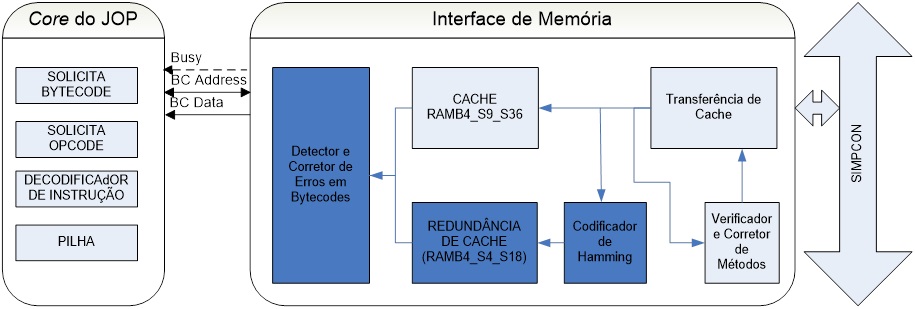 Core do JOP
SOLICITA
BYTECODE
SOLICITA
OPCODE
DECODIFICAdOR
DE INSTRUÇÃO
PILHA
Busy
BC Address
BC Data
Interface de Memória
Detector e
Corretor de
Erros em
Bytecodes
CACHE
RAMB4_S9_S36
Transferência de
Cache
REDUNDÂNCIA
DE CACHE
(RAMB4_S4_S18)
Codificador
de
Hamming
Verificador
e Corretor
de
Métodos
SIMPCON